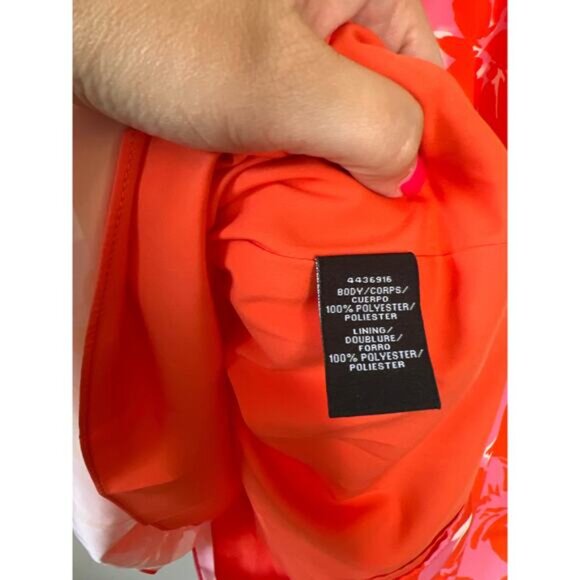 4436916
BODY/CORPS/
CUERPO
100% POLYESTER/
POLIESTER
LINING/
DOUBLURE/
FORRO
100% POLYESTER/
POLIESTER